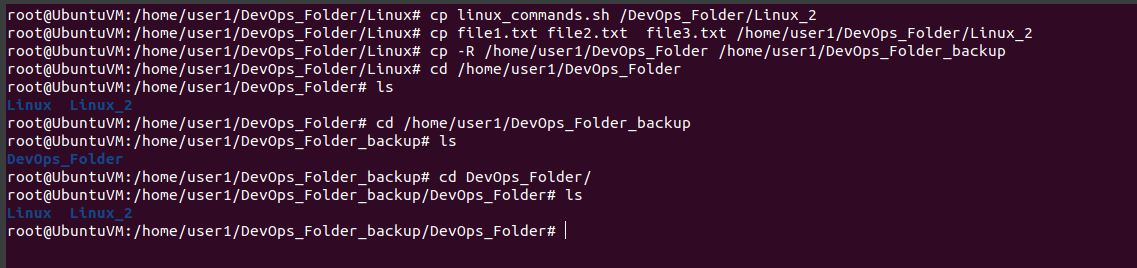 root@UbuntuVM:/home/user1/DevOps_Folder/Linux# cp linux_commands.sh /DevOps_Folder/Linux_2
root@UbuntuVM:/home/user1/DevOps_Folder/Linux# cp file1.txt file2.txt  file3.txt /home/user1/DevOps_Folder/Linux_2
root@UbuntuVM:/home/user1/DevOps_Folder/Linux# cp -R /home/user1/DevOps_Folder /home/user1/DevOps_Folder_backup
root@UbuntuVM:/home/user1/DevOps_Folder/Linux# cd /home/user1/DevOps_Folder
root@UbuntuVM:/home/user1/DevOps_Folder# ls
Linux  Linux_2
root@UbuntuVM:/home/user1/DevOps_Folder# cd /home/user1/DevOps_Folder_backup
root@UbuntuVM:/home/user1/DevOps_Folder_backup# ls
DevOps_Folder
root@UbuntuVM:/home/user1/DevOps_Folder_backup# cd DevOps_Folder/
root@UbuntuVM:/home/user1/DevOps_Folder_backup/DevOps_Folder# ls
Linux  Linux_2
root@UbuntuVM:/home/user1/DevOps_Folder_backup/DevOps_Folder#